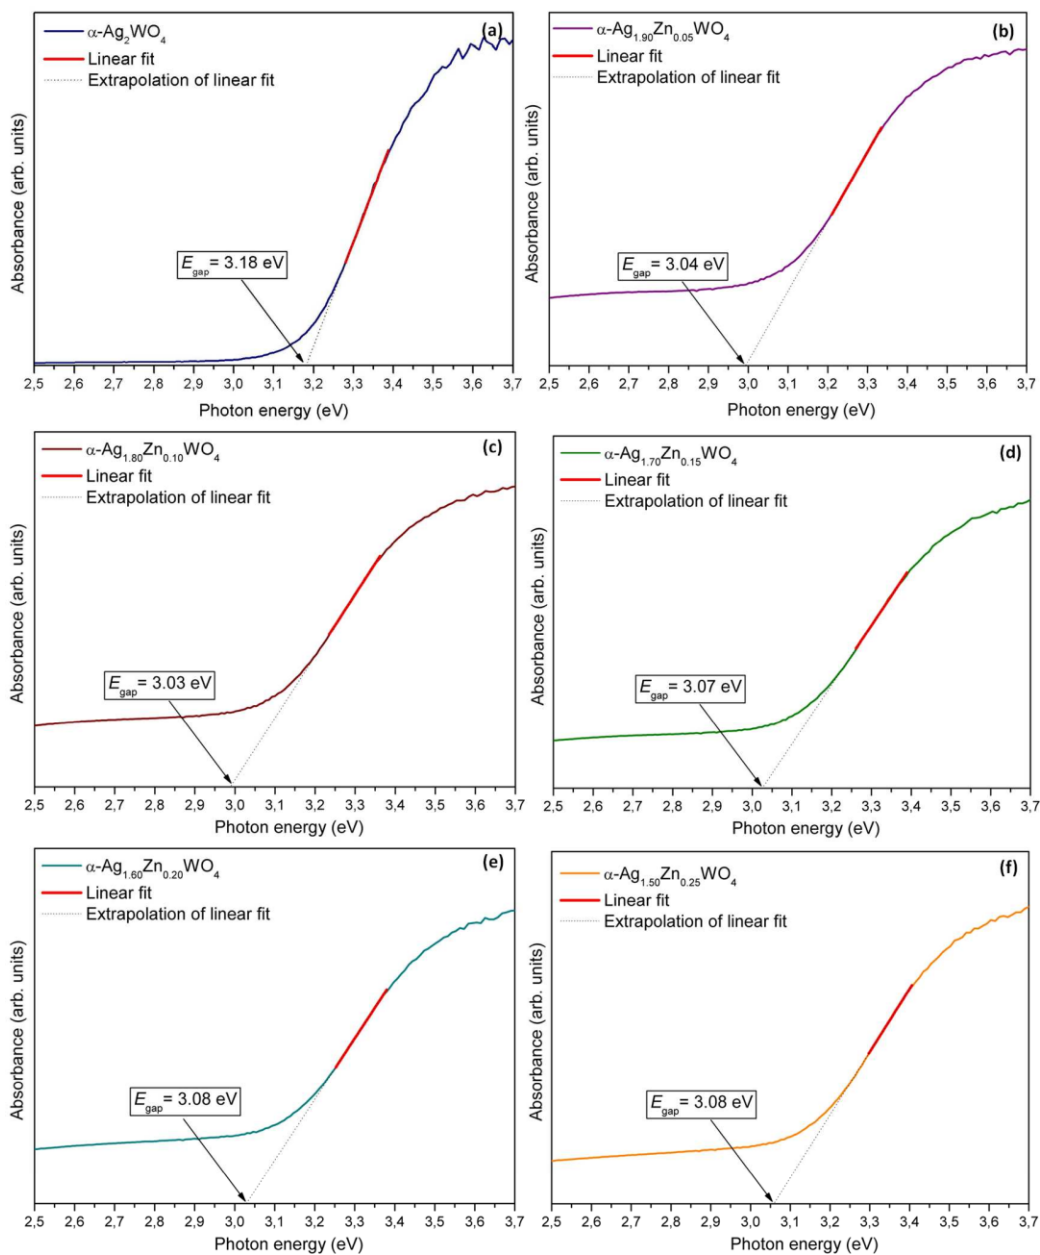 α-Ag2WO4
Linear fit
Extrapolation of linear fit
(a)
Absorbance (arb. units)
Egap = 3.18 eV
2,5 2,6 2,7 2,8 2,9 3,0 3,1 3,2 3,3 3,4 3,5 3,6 3,7
Photon energy (eV)
α-Ag1.90Zn0.05WO4
Linear fit
Extrapolation of linear fit
(b)
Absorbance (arb. units)
Egap = 3.04 eV
2,5 2,6 2,7 2,8 2,9 3,0 3,1 3,2 3,3 3,4 3,5 3,6 3,7
Photon energy (eV)
α-Ag1.80Zn0.10WO4
Linear fit
Extrapolation of linear fit
(c)
Absorbance (arb. units)
Egap = 3.03 eV
2,5 2,6 2,7 2,8 2,9 3,0 3,1 3,2 3,3 3,4 3,5 3,6 3,7
Photon energy (eV)
α-Ag1.70Zn0.15WO4
Linear fit
Extrapolation of linear fit
(d)
Absorbance (arb. units)
Egap = 3.07 eV
2,5 2,6 2,7 2,8 2,9 3,0 3,1 3,2 3,3 3,4 3,5 3,6 3,7
Photon energy (eV)
α-Ag1.60Zn0.20WO4
Linear fit
Extrapolation of linear fit
(e)
Absorbance (arb. units)
Egap = 3.08 eV
2,5 2,6 2,7 2,8 2,9 3,0 3,1 3,2 3,3 3,4 3,5 3,6 3,7
Photon energy (eV)
α-Ag1.50Zn0.25WO4
Linear fit
Extrapolation of linear fit
(f)
Absorbance (arb. units)
Egap = 3.08 eV
2,5 2,6 2,7 2,8 2,9 3,0 3,1 3,2 3,3 3,4 3,5 3,6 3,7
Photon energy (eV)